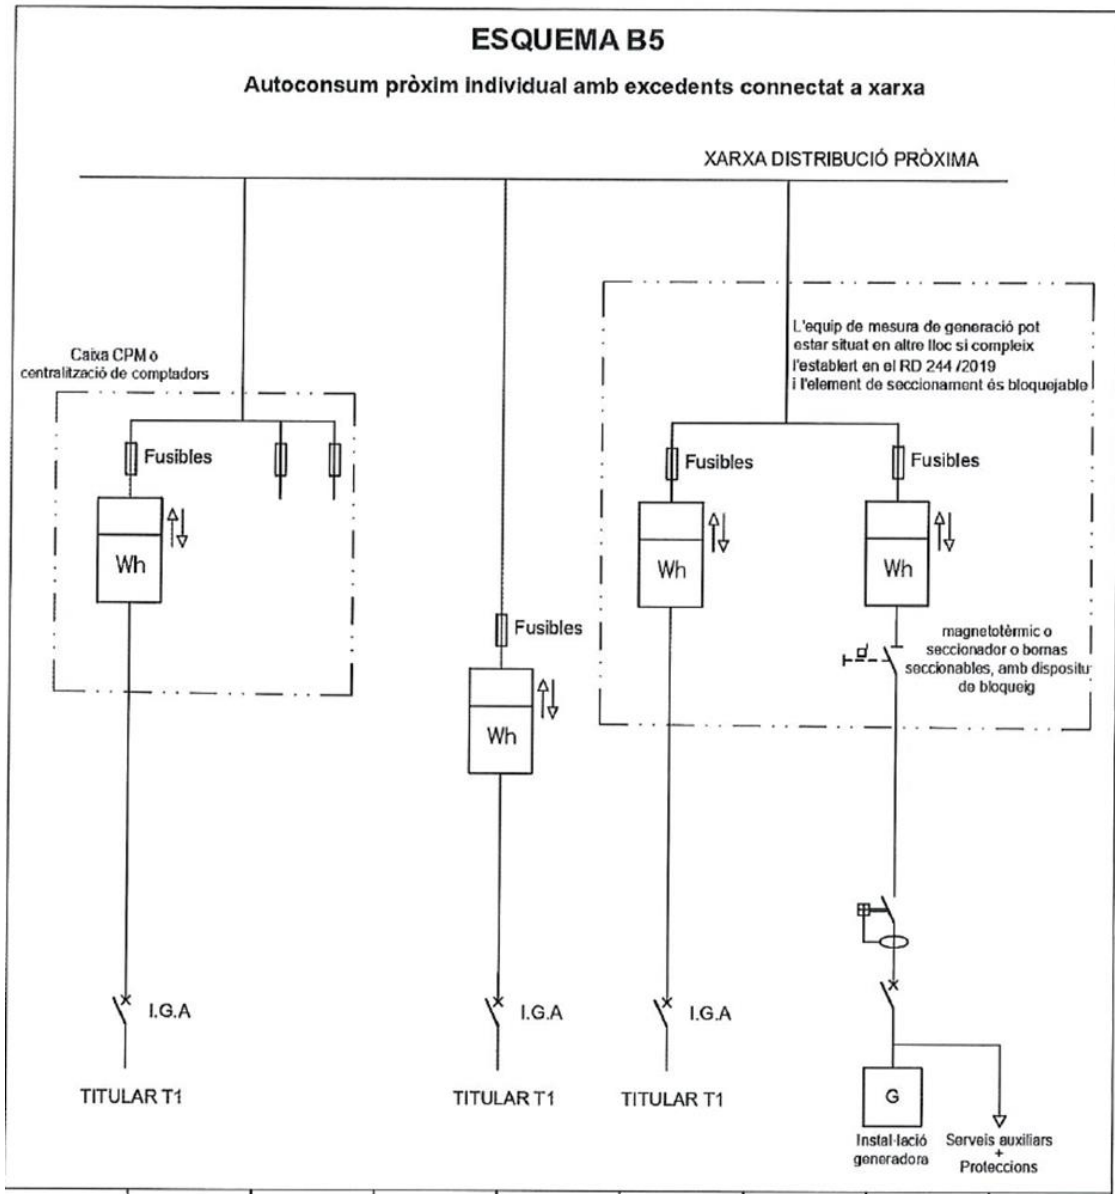 ESQUEMA B5
Autoconsum pròxim individual amb excedents connectat a xarxa
XARXA DISTRIBUCIÓ PRÒXIMA
L'equip de mesura de generació pot
estar situat en altre lloc si compleix
l'establert en el RD 244 /2019
i l'element de seccionament és bloquejable
Caixa CPM o
centralització de comptadors
Fusibles
Wh
Fusibles
Wh
Fusibles
Wh
Fusibles
Wh
magnetotèrmic o
seccionador o bornas
seccionables, amb dispositu
de bloqueig
I.G.A
I.G.A
I.G.A
TITULAR T1
TITULAR T1
TITULAR T1
G
Instal·lació
generadora
Serveis auxiliars
+
Proteccions